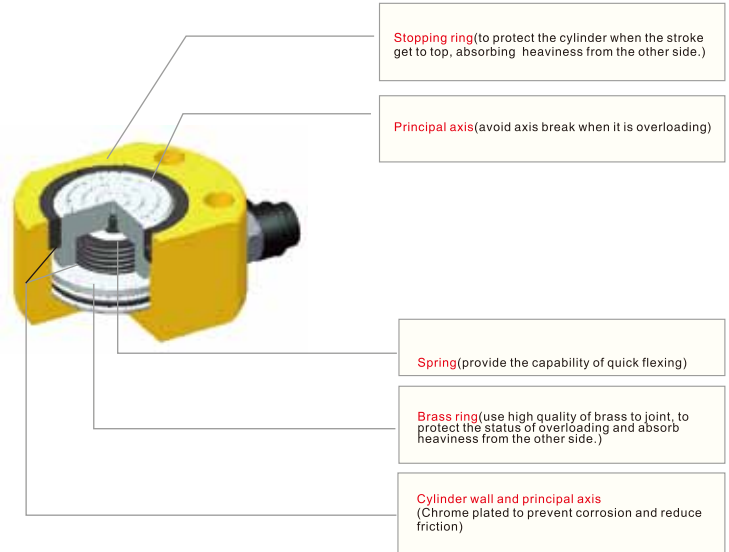 Stopping ring(to protect the cylinder when the stroke
get to top, absorbing heaviness from the other side.)
Principal axis(avoid axis break when it is overloading)
Spring(provide the capability of quick flexing)
Brass ring(use high quality of brass to joint, to
protect the status of overloading and absorb
heaviness from the other side.)
Cylinder wall and principal axis
(Chrome plated to prevent corrosion and reduce
friction)